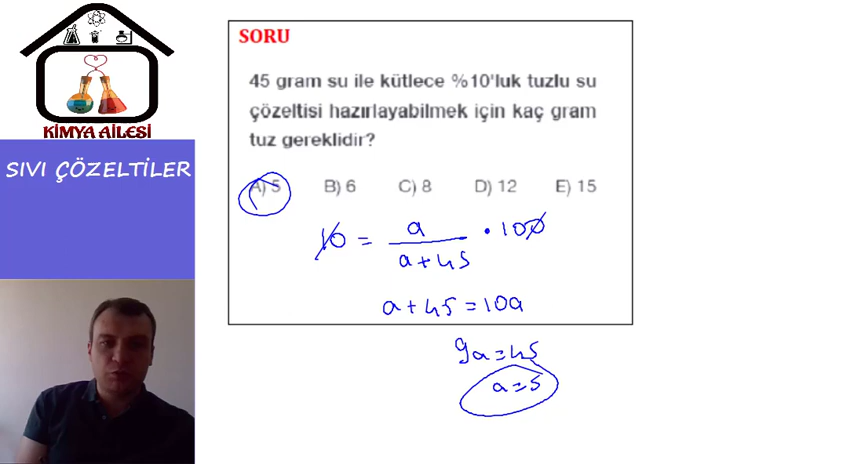 KİMYA AİLESİ
SIVI ÇÖZELTİLER
SORU
45 gram su ile kütlece %10'luk tuzlu su
çözeltisi hazırlayabilmek için kaç gram
tuz gereklidir?
A) 5 B) 6 C) 8 D) 12 E) 15
10 = a / a+45 · 100
a+45 = 10a
9a = 45
a = 5